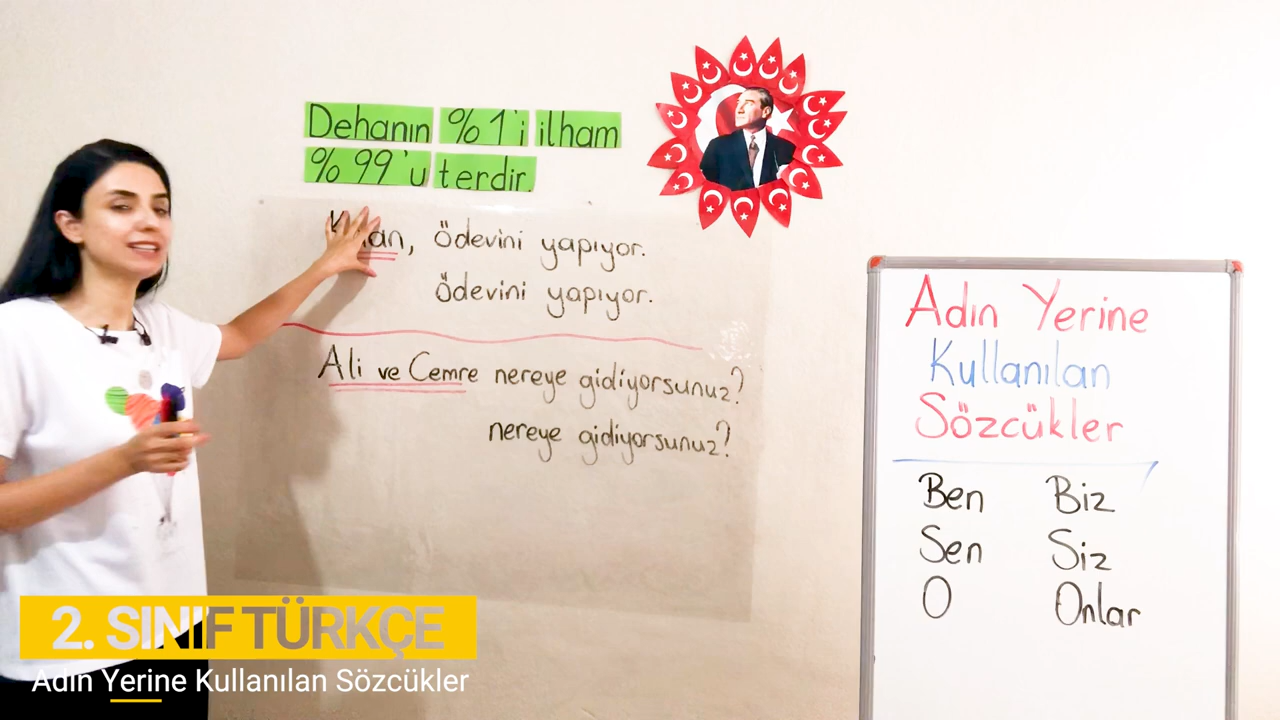 Dehanın %1'i ilham
%99'u terdir.
ödevini yapıyor.
ödevini yapıyor.
Ali ve Cemre nereye gidiyorsunuz?
nereye gidiyorsunuz?
Adın Yerine
Kullanılan
Sözcükler
Ben Biz
Sen Siz
O Onlar
2. SINIF TÜRKÇE
Adın Yerine Kullanılan Sözcükler